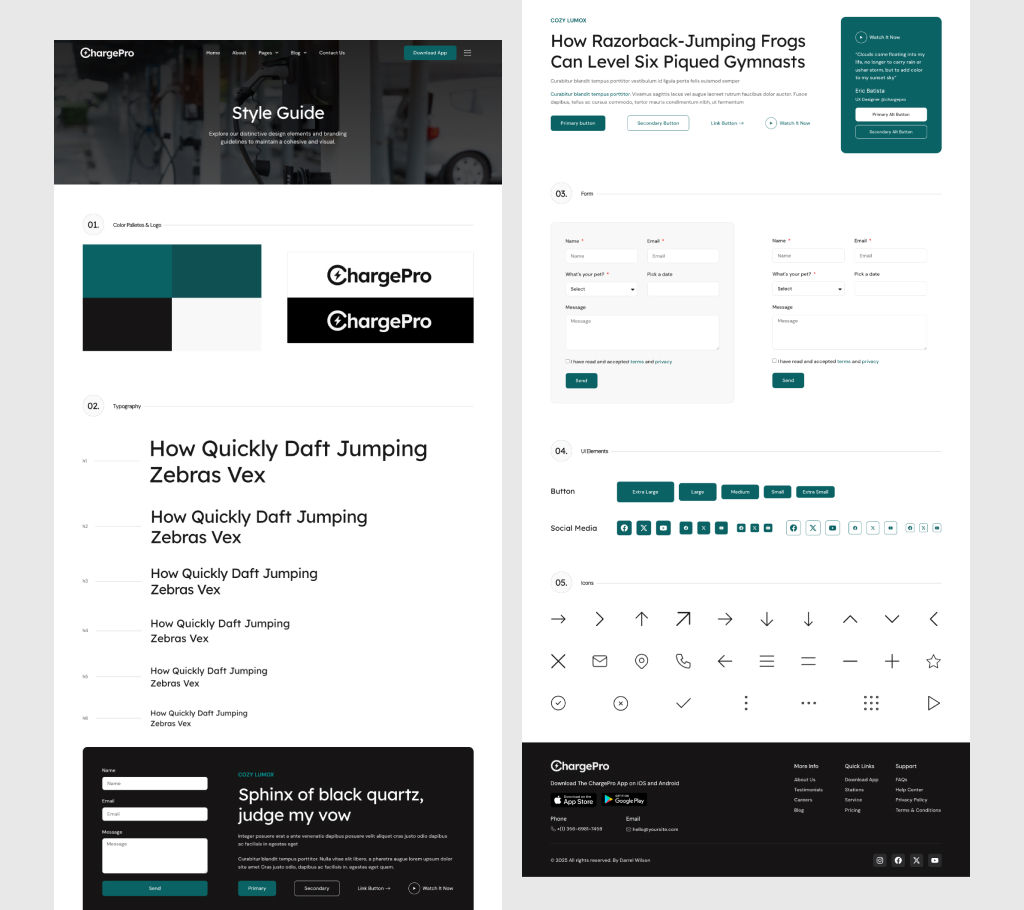 ChargePro
Home
About
Pages
Blog
Contact Us
Download App
Style Guide
Explore our distinctive design elements and branding
guidelines to maintain a cohesive and visual.
01.
Color Palletes & Logo
ChargePro
ChargePro
02.
Typography
H1
How Quickly Daft Jumping
Zebras Vex
H2
How Quickly Daft Jumping
Zebras Vex
H3
How Quickly Daft Jumping
Zebras Vex
H4
How Quickly Daft Jumping
Zebras Vex
H5
How Quickly Daft Jumping
Zebras Vex
H6
How Quickly Daft Jumping
Zebras Vex
Name
Name
Email
Email
Message
Message
Send
COZY LUMOX
Sphinx of black quartz,
judge my vow
Integer posuere erat a ante venenatis dapibus posuere velit aliquet cras justo odio dapibus
ac facilisis in egestas eget
Curabitur blandit tempus porttitor. Nulla vitae elit libero, a pharetra augue lorem upsum dolor
site amet Cras justo odio, dapibus ac facilisis in, egestas eget quam.
Primary
Secondary
Link Button →
Watch It Now
COZY LUMOX
How Razorback-Jumping Frogs
Can Level Six Piqued Gymnasts
Curabitur blandit tempus porttitor vestibulum id ligula porta felis euismod semper
Curabitur blandit tempus porttitor. Vivamus sagittis lacus vel augue laoreet rutrum faucibus dolor auctor. Fusce
dapibus, tellus ac cursus commodo, tortor mauris condimentum nibh, ut fermentum
Primary button
Secondary Button
Link Button →
Watch It Now
Watch It Now
"Clouds come floating into my
life, no longer to carry rain or
usher storm, but to add color
to my sunset sky"
Eric Batista
UX Designer @chargepro
Primary Alt Button
Secondary Alt Button
03.
Form
Name *
Email *
Name
Email
What's your pet? *
Pick a date
Select
Message
Message
I have read and accepted terms and privacy
Send
Name *
Email *
Name
Email
What's your pet? *
Pick a date
Select
Message
Message
I have read and accepted terms and privacy
Send
04.
UI Elements
Button
Extra Large
Large
Medium
Small
Extra Small
Social Media
05.
Icons
ChargePro
Download The ChargePro App on iOS and Android
Download on the
App Store
GET IT ON
Google Play
Phone
+(1) 356-6981-7456
Email
hello@yoursite.com
More Info
About Us
Testimonials
Careers
Blog
Quick Links
Download App
Stations
Service
Pricing
Support
FAQs
Help Center
Privacy Policy
Terms & Conditions
© 2025 All rights reserved. By Darrel Wilson